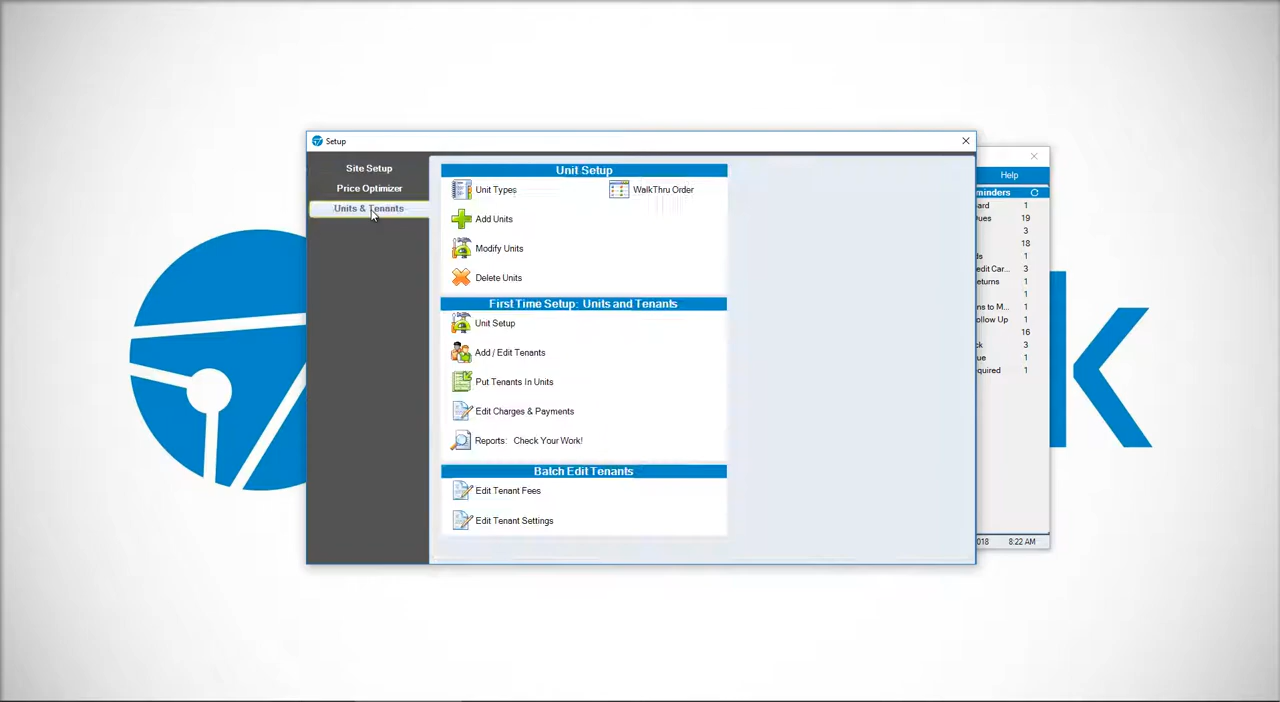 Setup
Site Setup
Price Optimizer
Units & Tenants
Unit Setup
Unit Types
WalkThru Order
Add Units
Modify Units
Delete Units
First Time Setup: Units and Tenants
Unit Setup
Add / Edit Tenants
Put Tenants In Units
Edit Charges & Payments
Reports: Check Your Work!
Batch Edit Tenants
Edit Tenant Fees
Edit Tenant Settings
Help
minders
ard 1
ues 19
3
18
ds 1
edit Car... 3
eturns 1
ns to M... 1
ollow Up 1
16
ck 3
ue 1
equired 1
018 8:22 AM
k